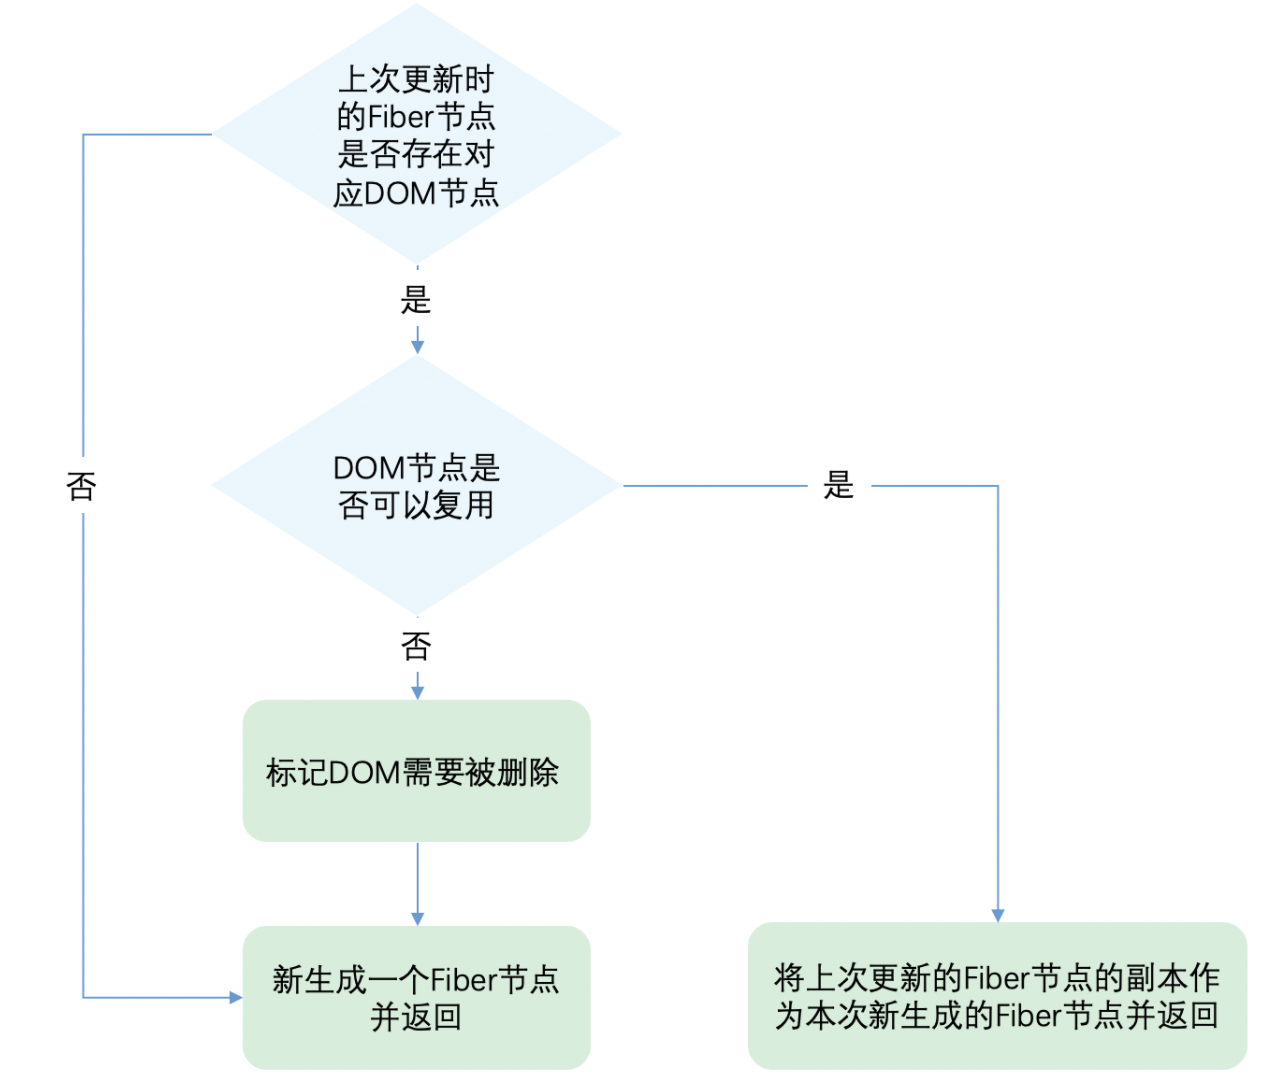 上次更新时
的Fiber节点
是否存在对
应DOM节点
是
DOM节点是
否可以复用
否
是
否
标记DOM需要被删除
新生成一个Fiber节点
并返回
将上次更新的Fiber节点的副本作
为本次新生成的Fiber节点并返回